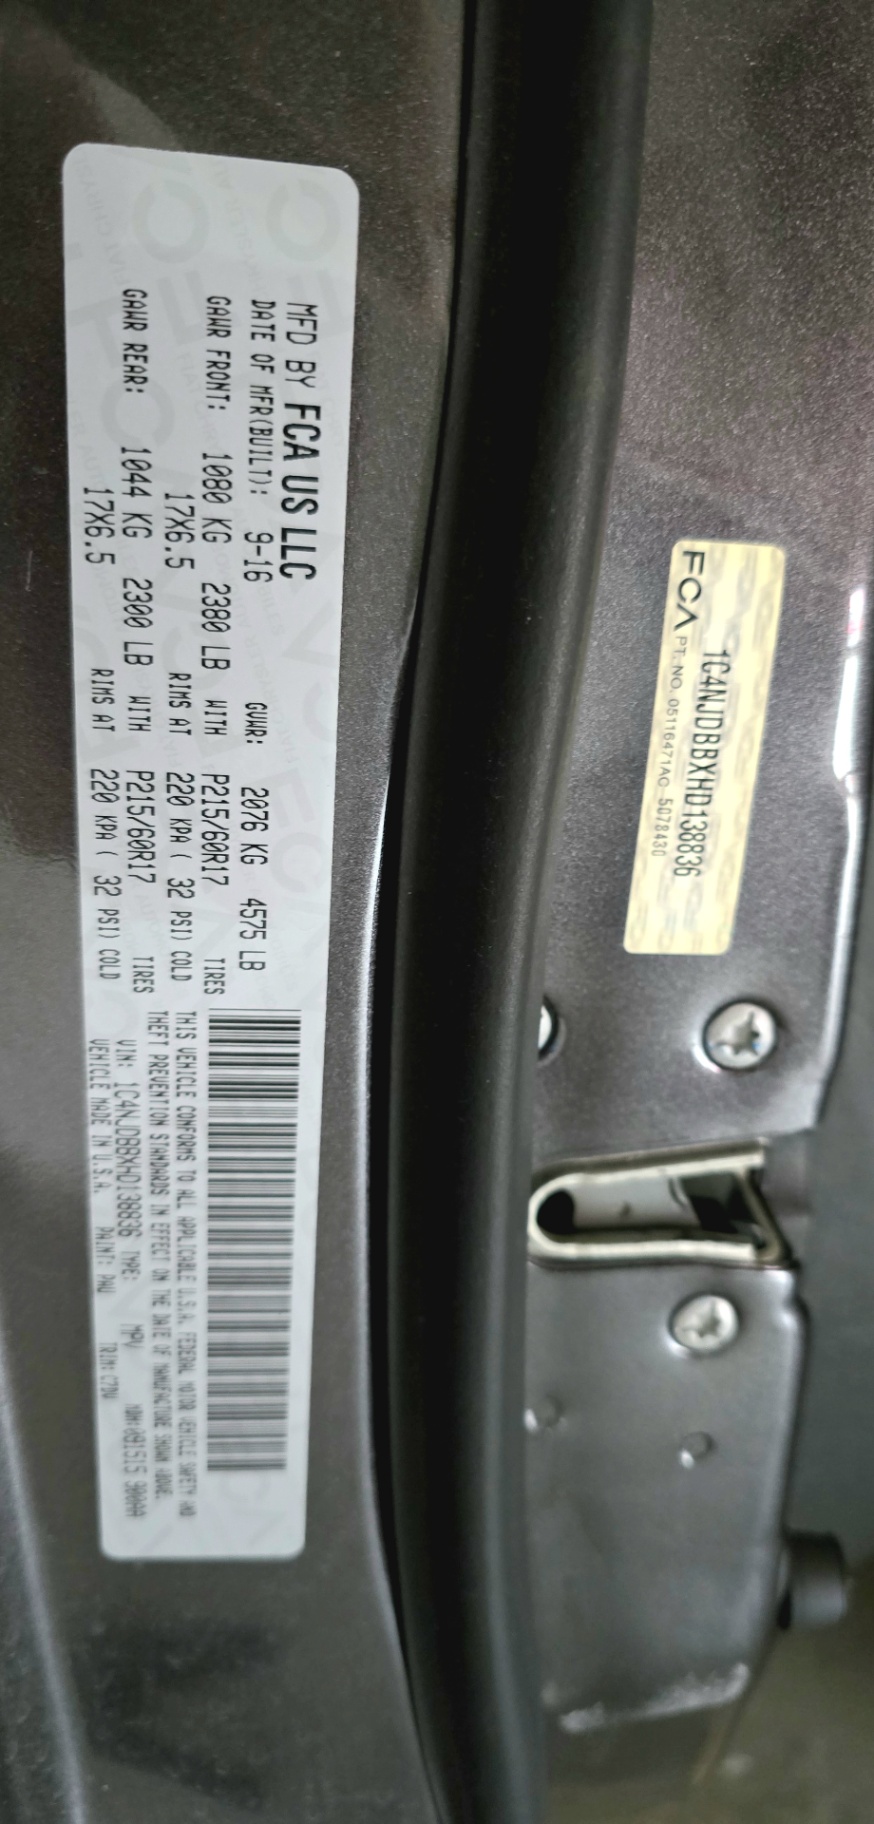 MFD BY FCA US LLC
DATE OF MFR(BUILT): 9-16 GVWR: 2076 KG 4575 LB
GAWR FRONT: 1080 KG 2380 LB WITH P215/60R17 TIRES
17X6.5 RIMS AT 220 KPA ( 32 PSI) COLD
GAWR REAR: 1044 KG 2300 LB WITH P215/60R17 TIRES
17X6.5 RIMS AT 220 KPA ( 32 PSI) COLD
THIS VEHICLE CONFORMS TO ALL APPLICABLE U.S.A. FEDERAL MOTOR VEHICLE SAFETY AND
THEFT PREVENTION STANDARDS IN EFFECT ON THE DATE OF MANUFACTURE SHOWN ABOVE.
VIN: 1C4NJDBBXHD138836 TYPE: MPV
VEHICLE MADE IN U.S.A. PAINT: PAU
1C4NJDBBXHD138836
FCA PT. NO. 05116471AC 5078430